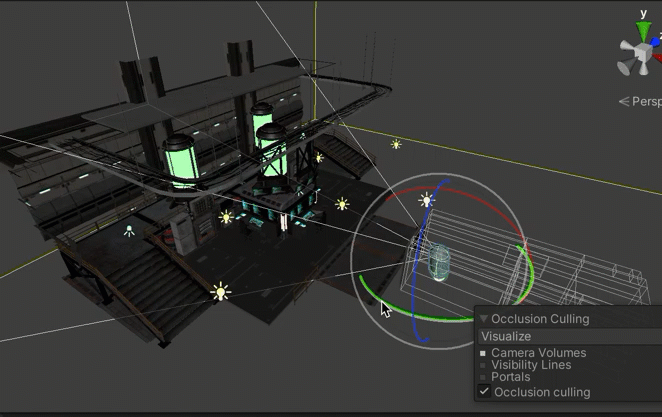 y
z
Persp
Occlusion Culling
Visualize
Camera Volumes
Visibility Lines
Portals
Occlusion culling